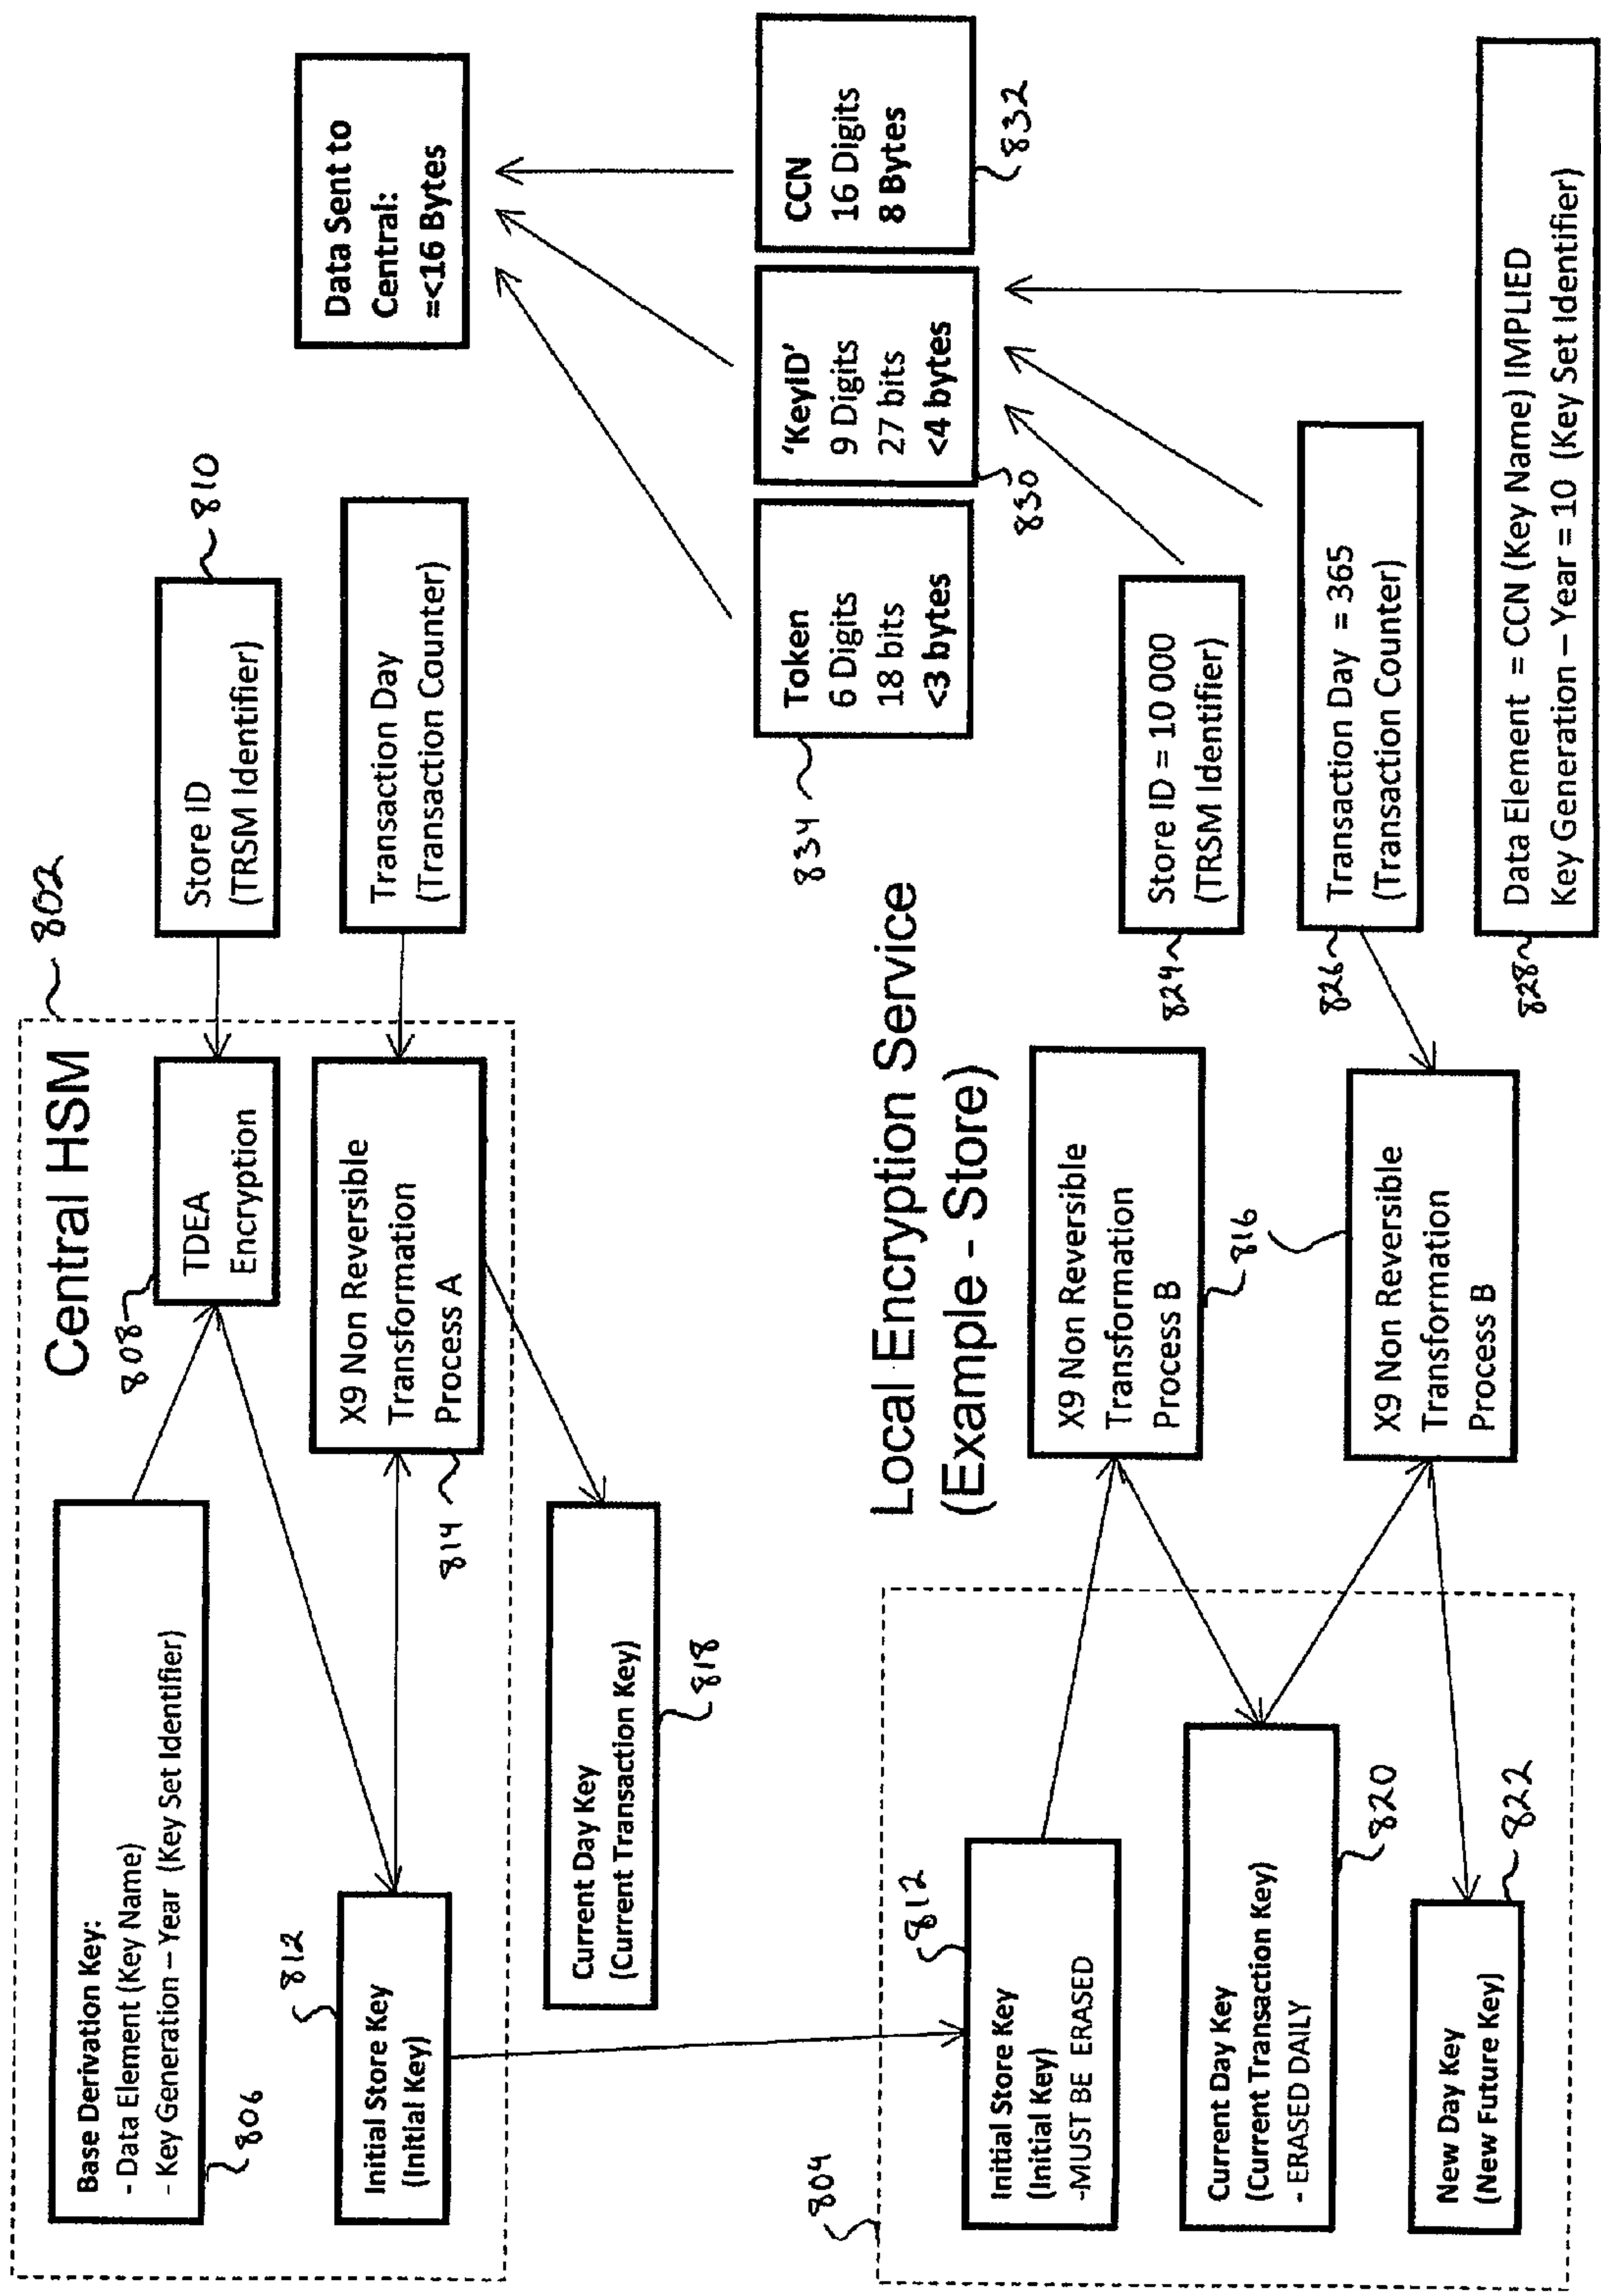 Central HSM
802
Base Derivation Key:
- Data Element (Key Name)
- Key Generation – Year (Key Set Identifier)
806
808
TDEA
Encryption
Store ID
(TRSM Identifier)
810
Initial Store Key
(Initial Key)
812
X9 Non Reversible
Transformation
Process A
814
Transaction Day
(Transaction Counter)
Current Day Key
(Current Transaction Key)
818
Data Sent to
Central:
=<16 Bytes
Token
6 Digits
18 bits
<3 bytes
834
'KeyID'
9 Digits
27 bits
<4 bytes
830
CCN
16 Digits
8 Bytes
832
Local Encryption Service
(Example - Store)
804
Initial Store Key
(Initial Key)
-MUST BE ERASED
812
X9 Non Reversible
Transformation
Process B
816
Store ID = 10 000
(TRSM Identifier)
824
Current Day Key
(Current Transaction Key)
- ERASED DAILY
820
X9 Non Reversible
Transformation
Process B
Transaction Day = 365
(Transaction Counter)
826
New Day Key
(New Future Key)
822
Data Element = CCN (Key Name) IMPLIED
Key Generation – Year = 10 (Key Set Identifier)
828